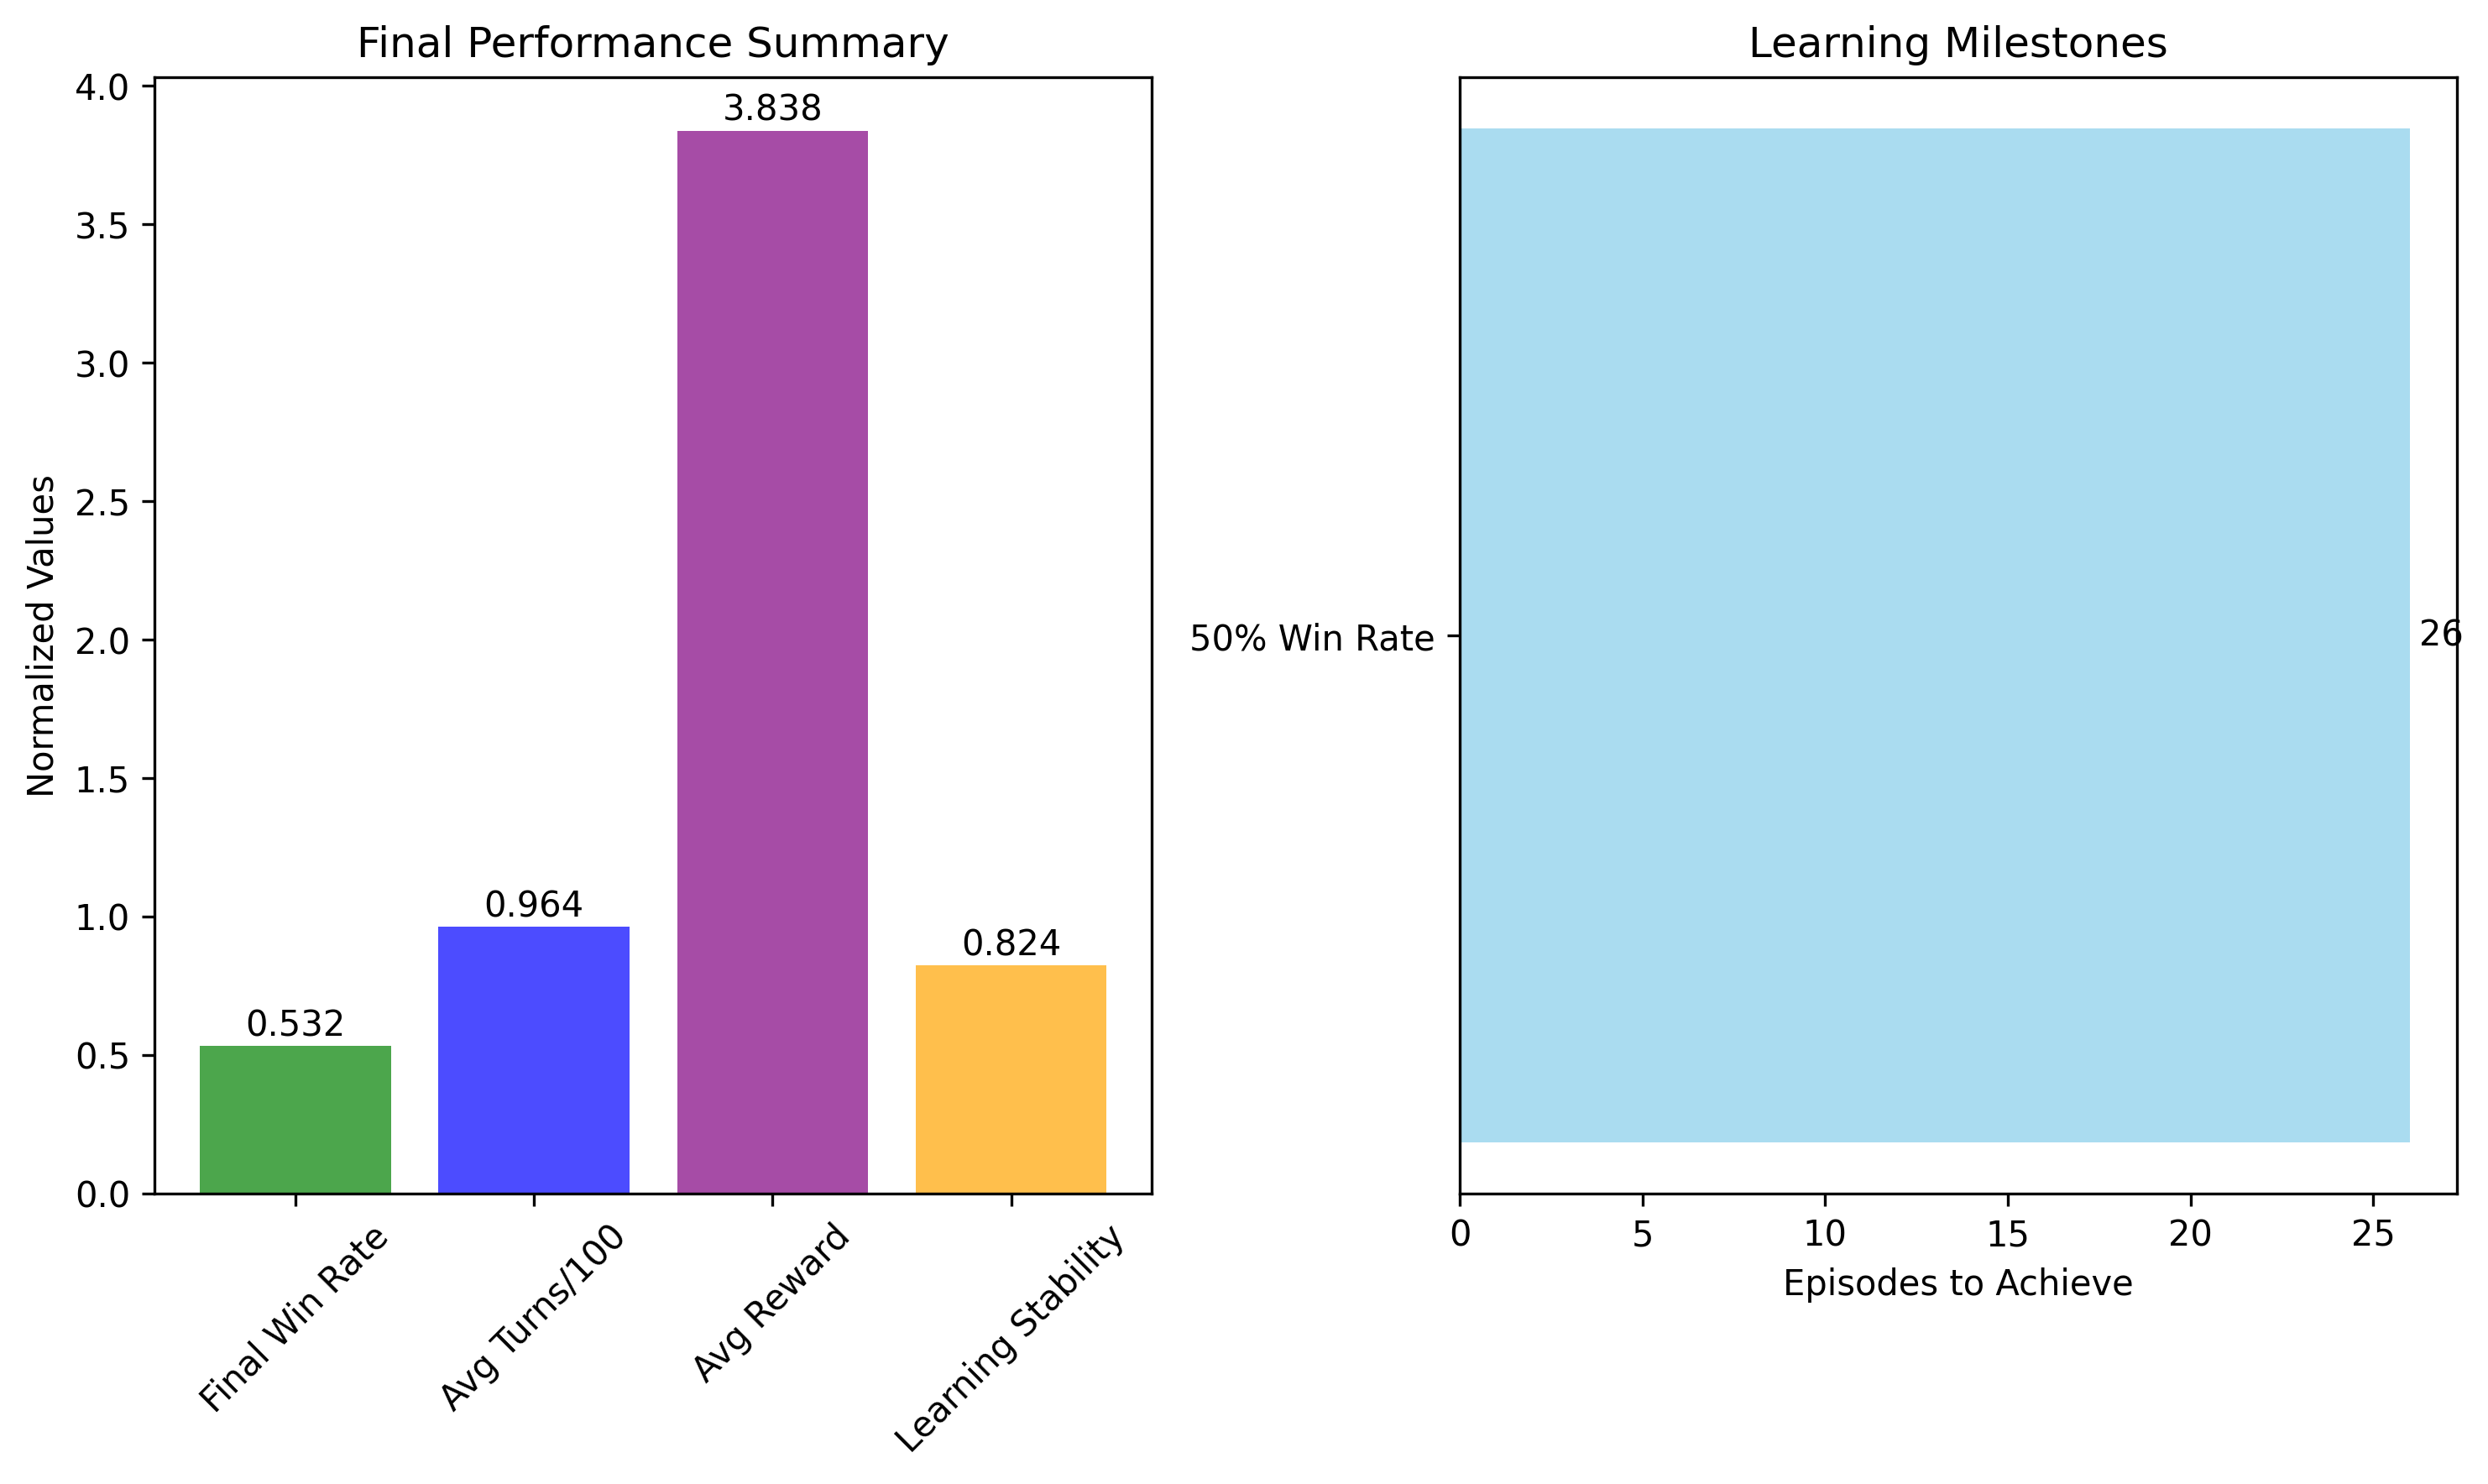 Final Performance Summary
Normalized Values
4.0
3.5
3.0
2.5
2.0
1.5
1.0
0.5
0.0
0.532
0.964
3.838
0.824
Final Win Rate
Avg Turns/100
Avg Reward
Learning Stability
Learning Milestones
50% Win Rate
26
0 5 10 15 20 25
Episodes to Achieve